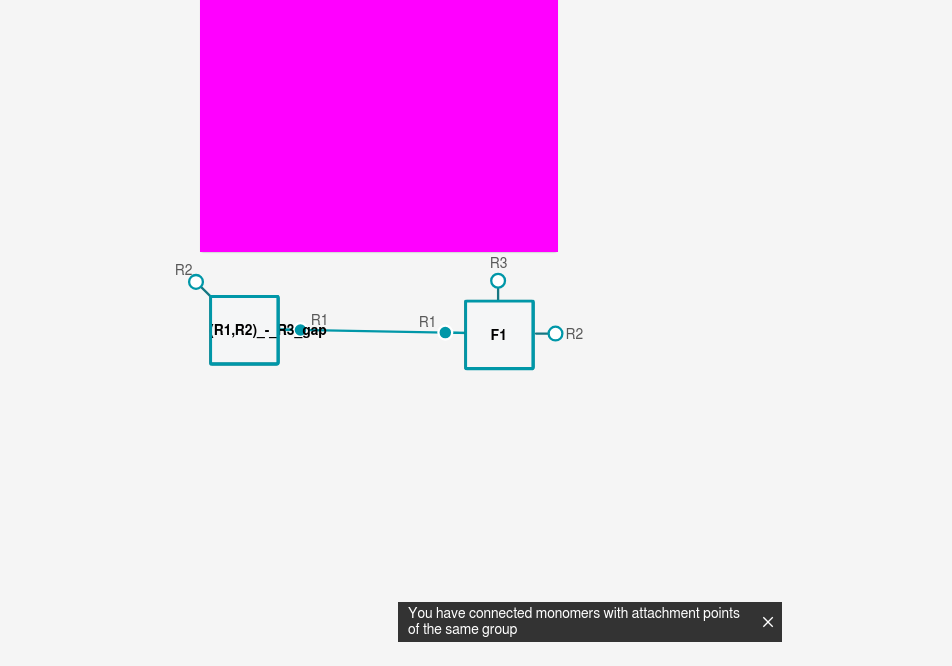 R3
R2
R1
R1
(R1,R2)_-_R3_gap
F1
R2
You have connected monomers with attachment points
of the same group